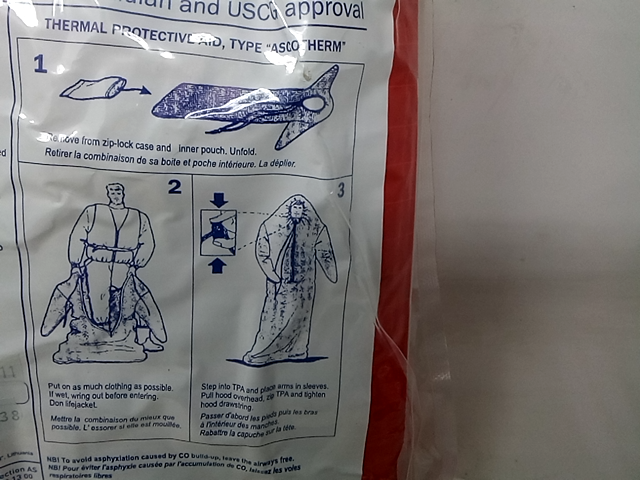 and USCG approval
THERMAL PROTECTIVE AID, TYPE "ASCOTHERM"
1
Remove from zip-lock case and inner pouch. Unfold.
Retirer la combinaison de sa boite et poche intérieure. La déplier.
2
3
Put on as much clothing as possible.
If wet, wring out before entering.
Don lifejacket.
Mettre la combinaison du mieux que
possible. L'essorer si elle est mouillée.
Step into TPA and place arms in sleeves.
Pull hood overhead, zip TPA and tighten
hood drawstring.
Passer d'abord les pieds puis les bras
à l'intérieur des manches.
Rabattre la capuche sur la tête.
11
38
Lithuania
AS
NB! To avoid asphyxiation caused by CO build-up, leave the airways free.
NB! Pour éviter l'asphyxie causée par l'accumulation de CO, laissez les voies
respiratoires libres